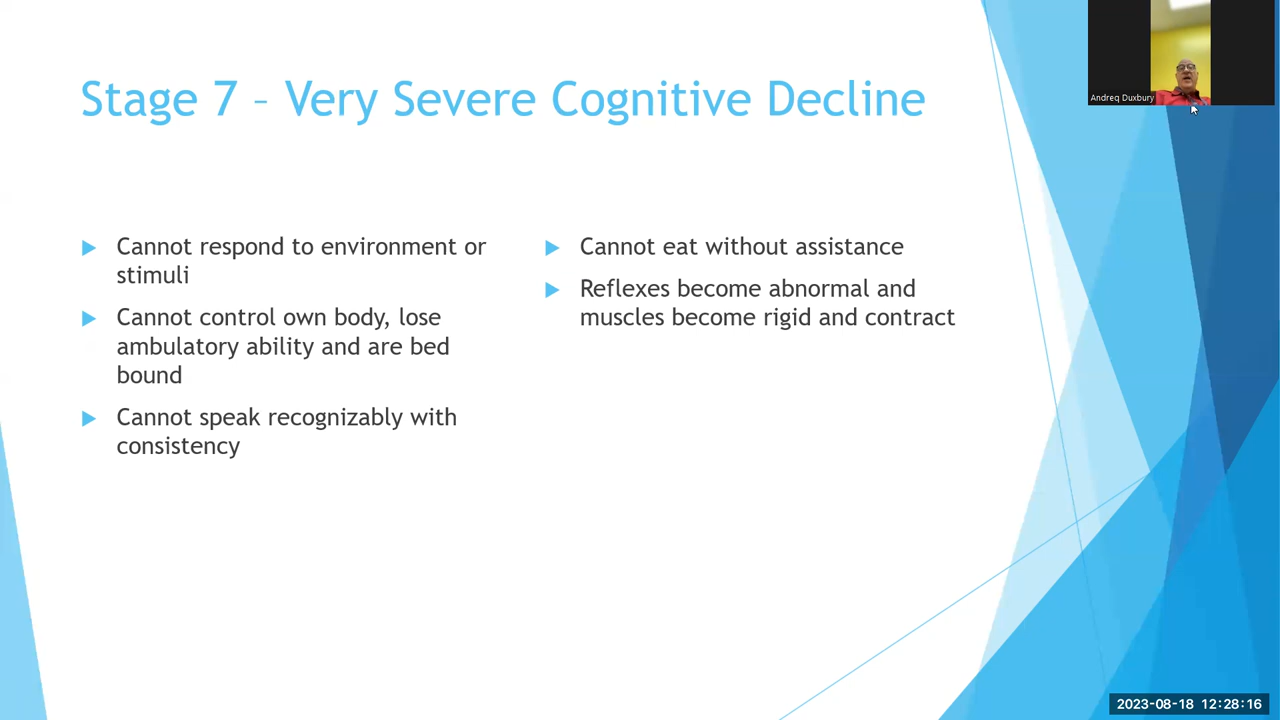 Stage 7 – Very Severe Cognitive Decline
Cannot respond to environment or
stimuli
Cannot control own body, lose
ambulatory ability and are bed
bound
Cannot speak recognizably with
consistency
Cannot eat without assistance
Reflexes become abnormal and
muscles become rigid and contract
Andreq Duxbury
2023-08-18 12:28:16